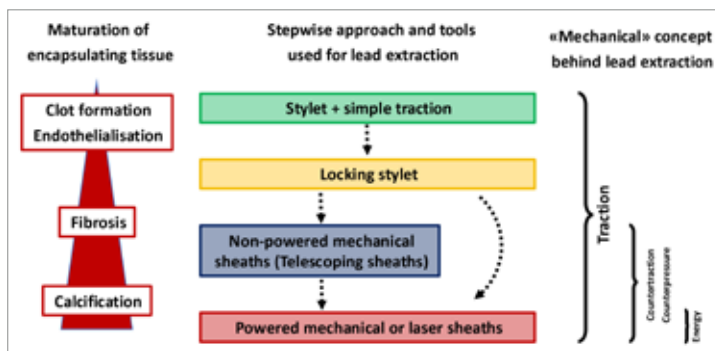 Maturation of
encapsulating tissue
Stepwise approach and tools
used for lead extraction
«Mechanical» concept
behind lead extraction
Clot formation
Endothelialisation
Fibrosis
Calcification
Stylet + simple traction
Locking stylet
Non-powered mechanical
sheaths (Telescoping sheaths)
Powered mechanical or laser sheaths
Traction
Countertraction
Counterpressure
Energy